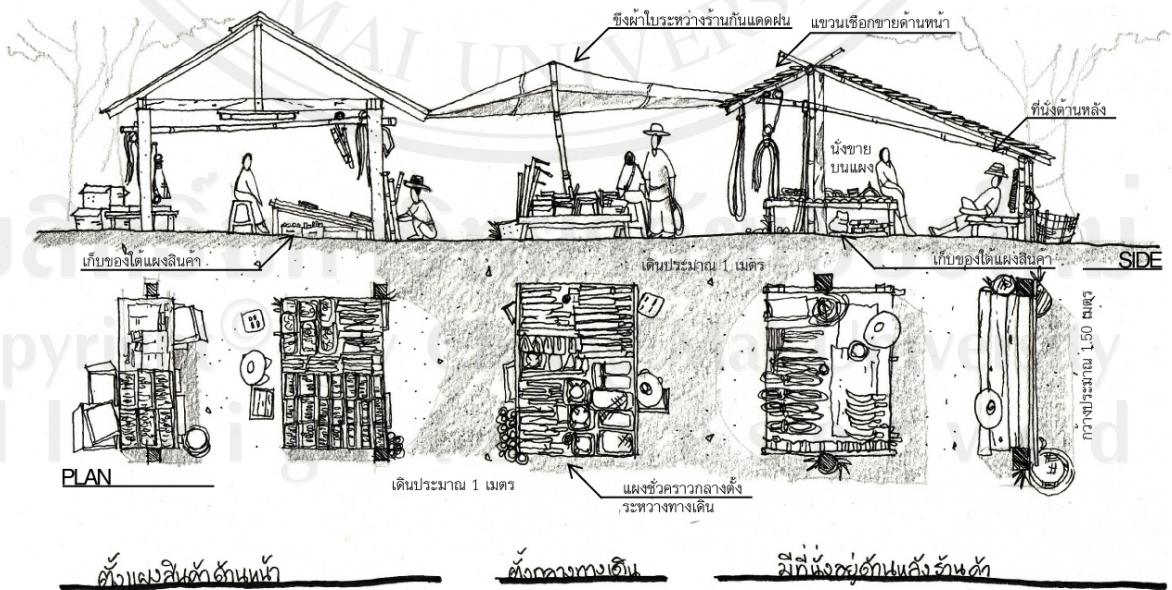 MAI UNIVERSI
ขึงผ้าใบระหว่างร้านกันแดดฝน
แขวนเชือกขายด้านหน้า
ที่นั่งด้านหลัง
นั่งขาย
บนแผง
เก็บของใต้แผงสินค้า
เดินประมาณ 1 เมตร
เก็บของใต้แผงสินค้า
SIDE
กว้างประมาณ 1.50 เมตร
PLAN
เดินประมาณ 1 เมตร
แผงชั่วคราวกลางตั้ง
ระหว่างทางเดิน
ตั้งแผงสินค้าด้านหน้า
ตั้งกลางทางเดิน
มีที่นั่งอยู่ด้านหลังร้านค้า